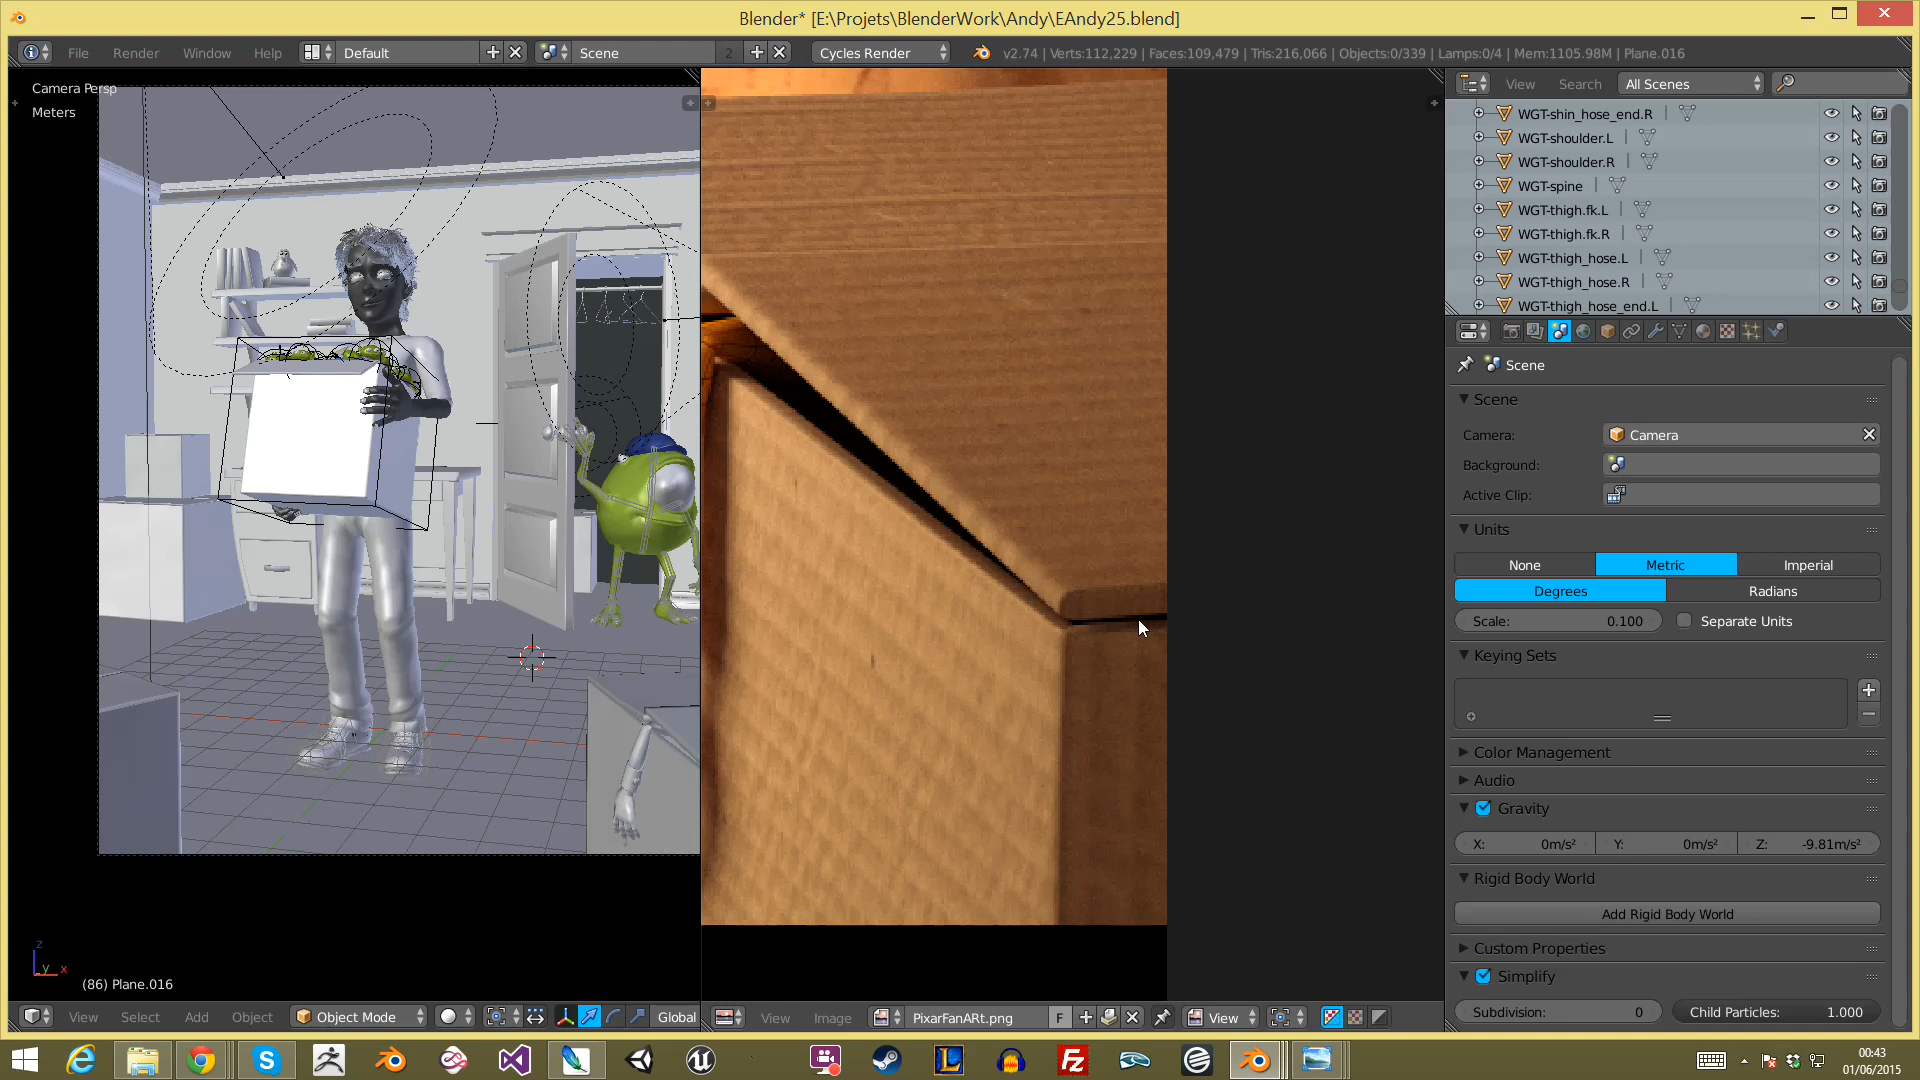 Blender* [E:\Projets\BlenderWork\Andy\EAndy25.blend]
File Render Window Help Default Scene 2 Cycles Render v2.74 | Verts:112,229 | Faces:109,479 | Tris:216,066 | Objects:0/339 | Lamps:0/4 | Mem:1105.98M | Plane.016
Camera Persp
Meters
View Search All Scenes
WGT-shin_hose_end.R
WGT-shoulder.L
WGT-shoulder.R
WGT-spine
WGT-thigh.fk.L
WGT-thigh.fk.R
WGT-thigh_hose.L
WGT-thigh_hose.R
WGT-thigh_hose_end.L
Scene
Scene
Camera: Camera
Background:
Active Clip:
Units
None Metric Imperial
Degrees Radians
Scale: 0.100 Separate Units
Keying Sets
Color Management
Audio
Gravity
X: 0m/s² Y: 0m/s² Z: -9.81m/s²
Rigid Body World
Add Rigid Body World
Custom Properties
Simplify
Subdivision: 0 Child Particles: 1.000
z
y x
(86) Plane.016
View Select Add Object Object Mode Global
View Image PixarFanARt.png F View
00:43
01/06/2015